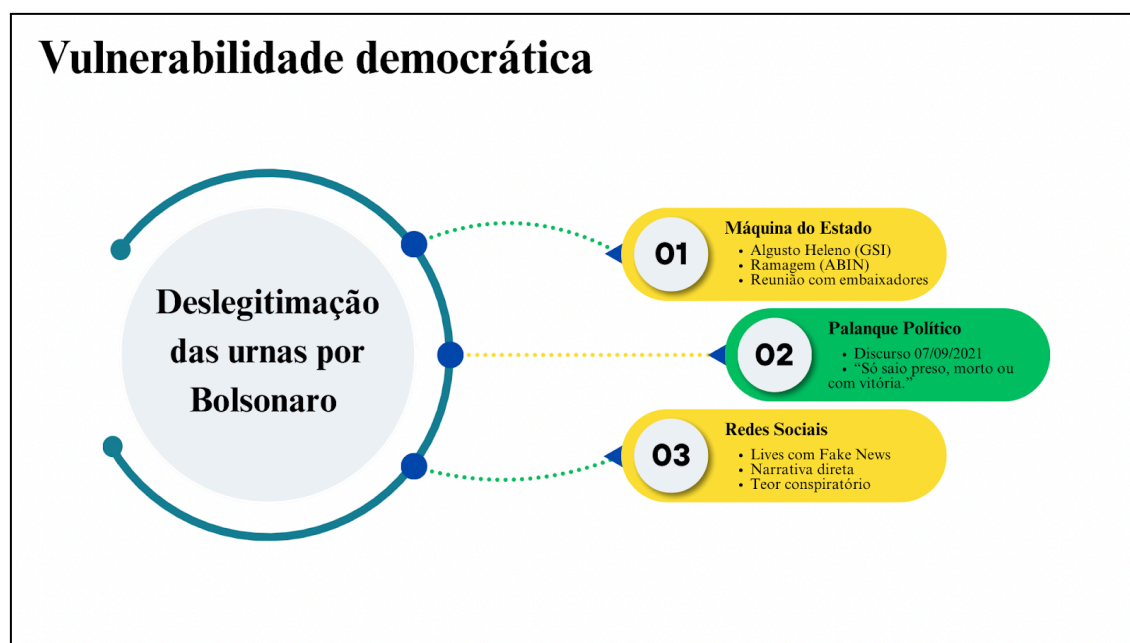 Vulnerabilidade democrática
Deslegitimação
das urnas por
Bolsonaro
01
Máquina do Estado
• Algusto Heleno (GSI)
• Ramagem (ABIN)
• Reunião com embaixadores
02
Palanque Político
• Discurso 07/09/2021
• “Só saio preso, morto ou
com vitória.”
03
Redes Sociais
• Lives com Fake News
• Narrativa direta
• Teor conspiratório